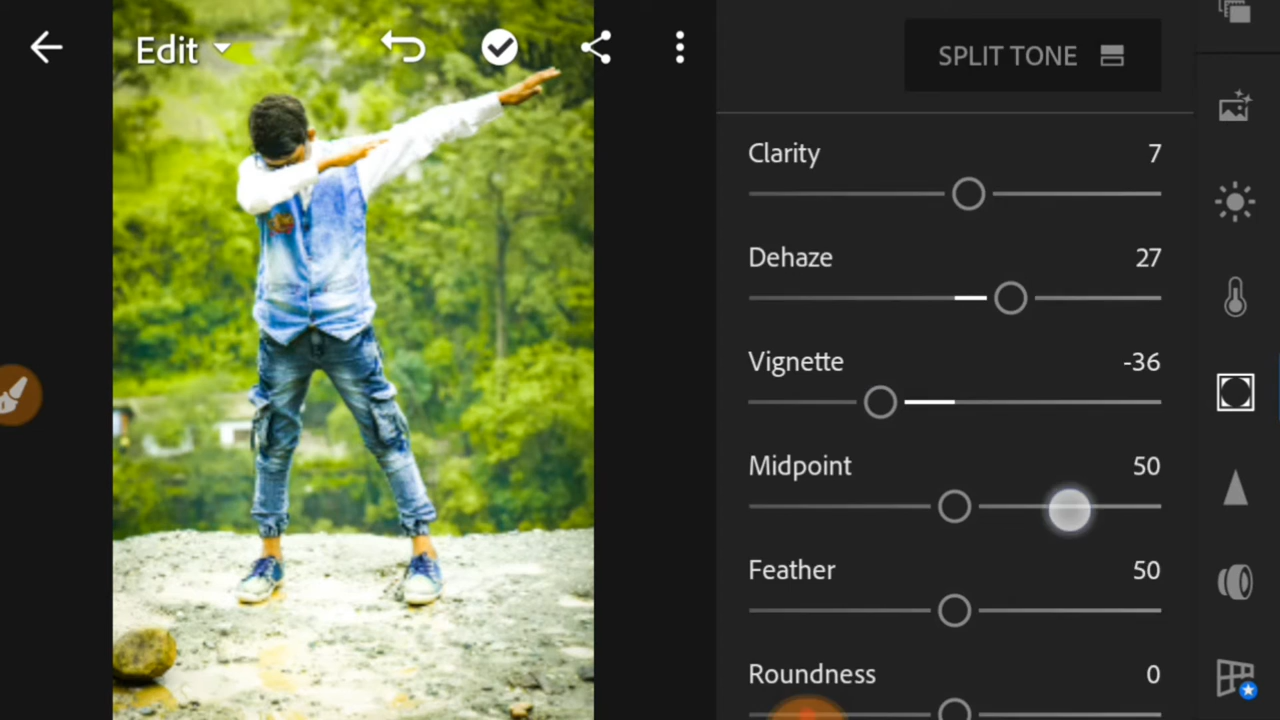 Edit
SPLIT TONE
Clarity 7
Dehaze 27
Vignette -36
Midpoint 50
Feather 50
Roundness 0